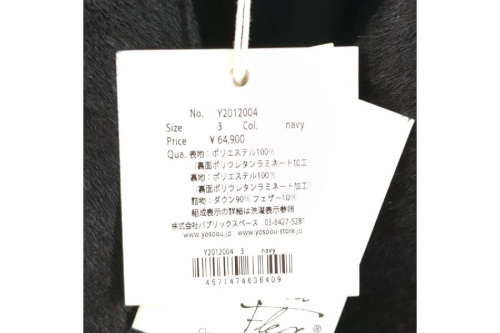 No. Y2012004
Size 3 Col. navy
Price ¥ 64,900
Qua. 表地：ポリエステル100%
（裏面ポリウレタンラミネート加工）
裏地：ポリエステル100%
（裏面ポリウレタンラミネート加工）
詰物：ダウン90% フェザー10%
組成表示の詳細は洗濯表示参照
株式会社パブリックスペース 03-6427-5281
www.yosoou.jp www.yosoou-store.jp
Y2012004 3 navy
4571474636409
®